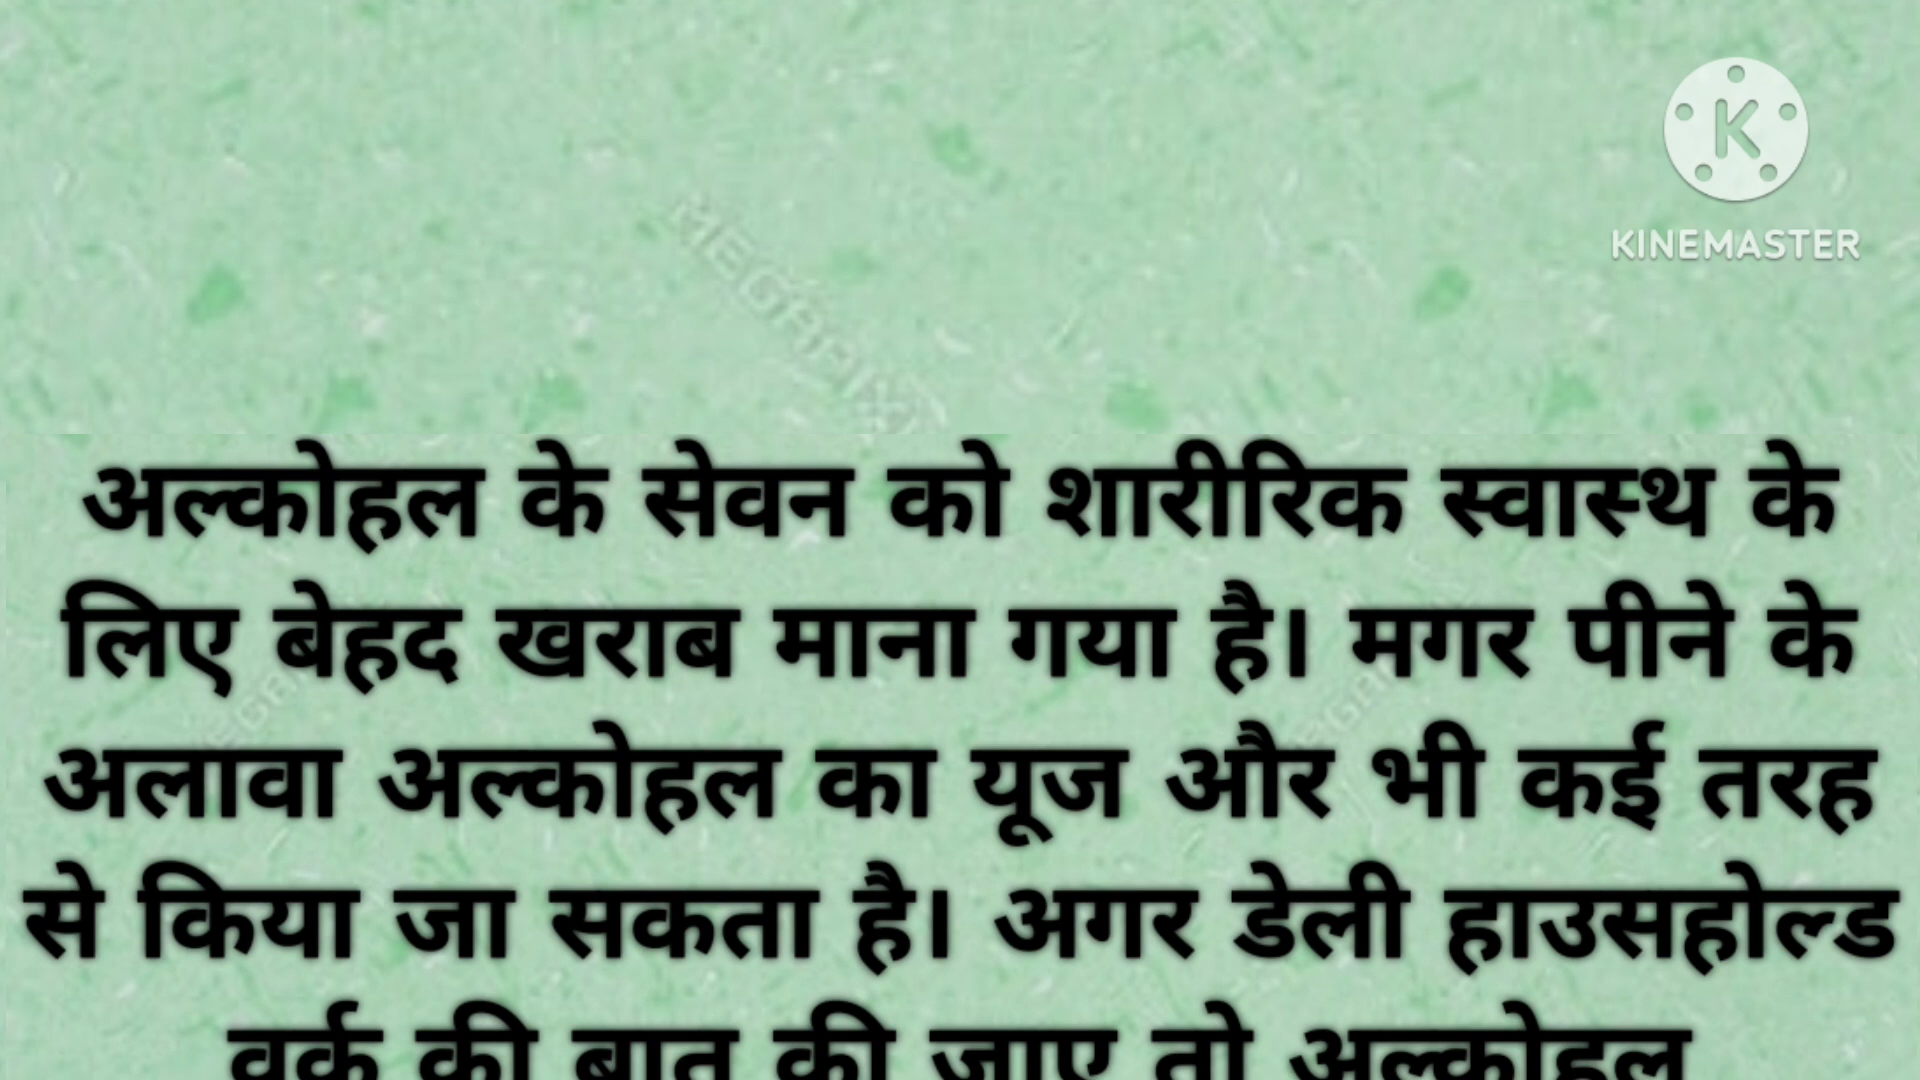 KINEMASTER
अल्कोहल के सेवन को शारीरिक स्वास्थ के
लिए बेहद खराब माना गया है। मगर पीने के
अलावा अल्कोहल का यूज और भी कई तरह
से किया जा सकता है। अगर डेली हाउसहोल्ड
वर्क की बात की जाए तो अल्कोहल